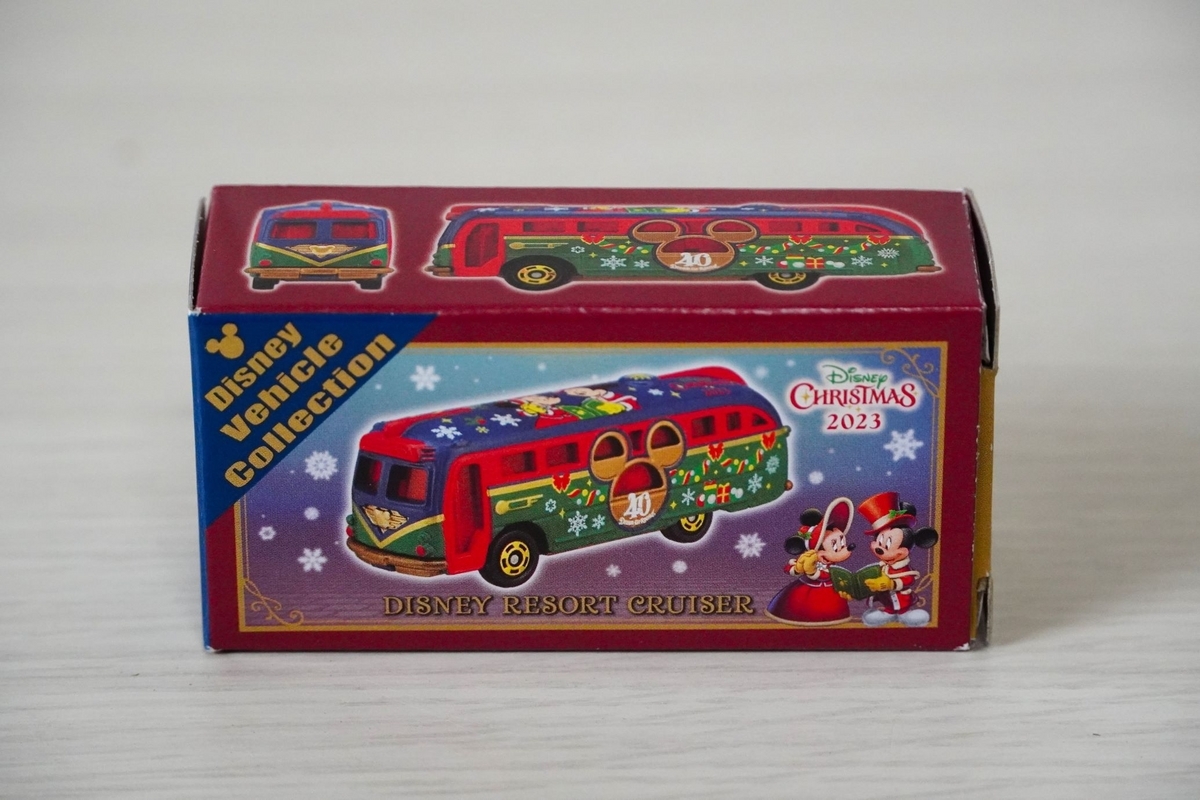 40
Disney
Vehicle
Collection
Disney
CHRISTMAS
2023
40
DISNEY RESORT CRUISER